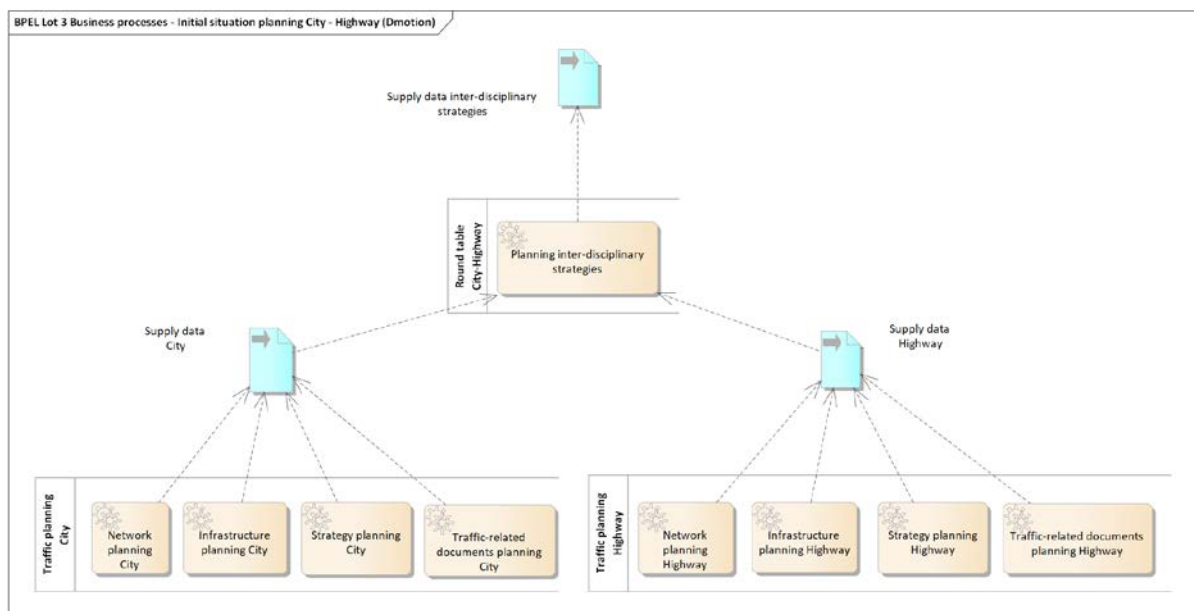 BPEL Lot 3 Business processes - Initial situation planning City - Highway (Dmotion)
Supply data inter-disciplinary
strategies
Round table
City-Highway
Planning inter-disciplinary
strategies
Supply data
City
Supply data
Highway
Traffic planning
City
Network
planning
City
Infrastructure
planning City
Strategy planning
City
Traffic-related
documents planning
City
Traffic planning
Highway
Network
planning
Highway
Infrastructure
planning Highway
Strategy planning
Highway
Traffic-related documents
planning Highway